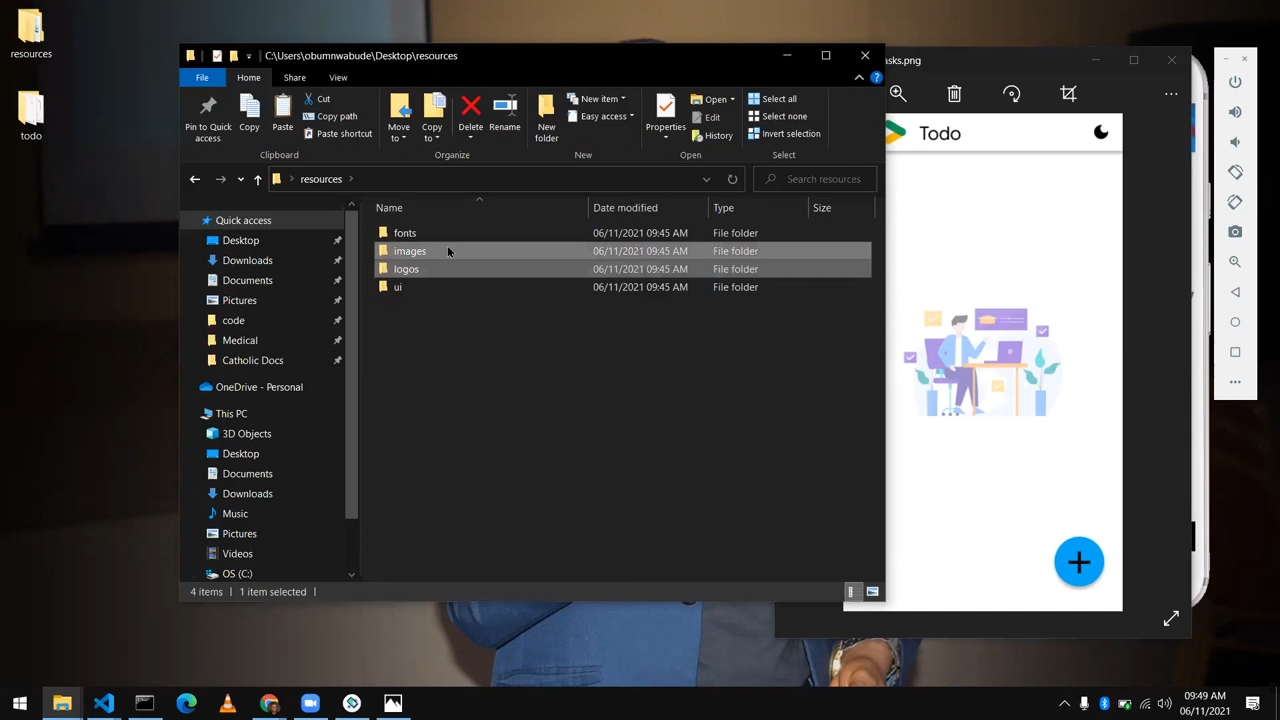 resources
todo
C:\Users\obumnwabude\Desktop\resources
File
Home
Share
View
Pin to Quick access
Copy
Paste
Cut
Copy path
Paste shortcut
Clipboard
Move to
Copy to
Delete
Rename
Organize
New folder
New item
Easy access
New
Properties
Open
Edit
History
Open
Select all
Select none
Invert selection
Select
resources
Search resources
Quick access
Desktop
Downloads
Documents
Pictures
code
Medical
Catholic Docs
OneDrive - Personal
This PC
3D Objects
Desktop
Documents
Downloads
Music
Pictures
Videos
OS (C:)
Name Date modified Type Size
fonts 06/11/2021 09:45 AM File folder
images 06/11/2021 09:45 AM File folder
logos 06/11/2021 09:45 AM File folder
ui 06/11/2021 09:45 AM File folder
4 items 1 item selected
asks.png
Todo
09:49 AM
06/11/2021